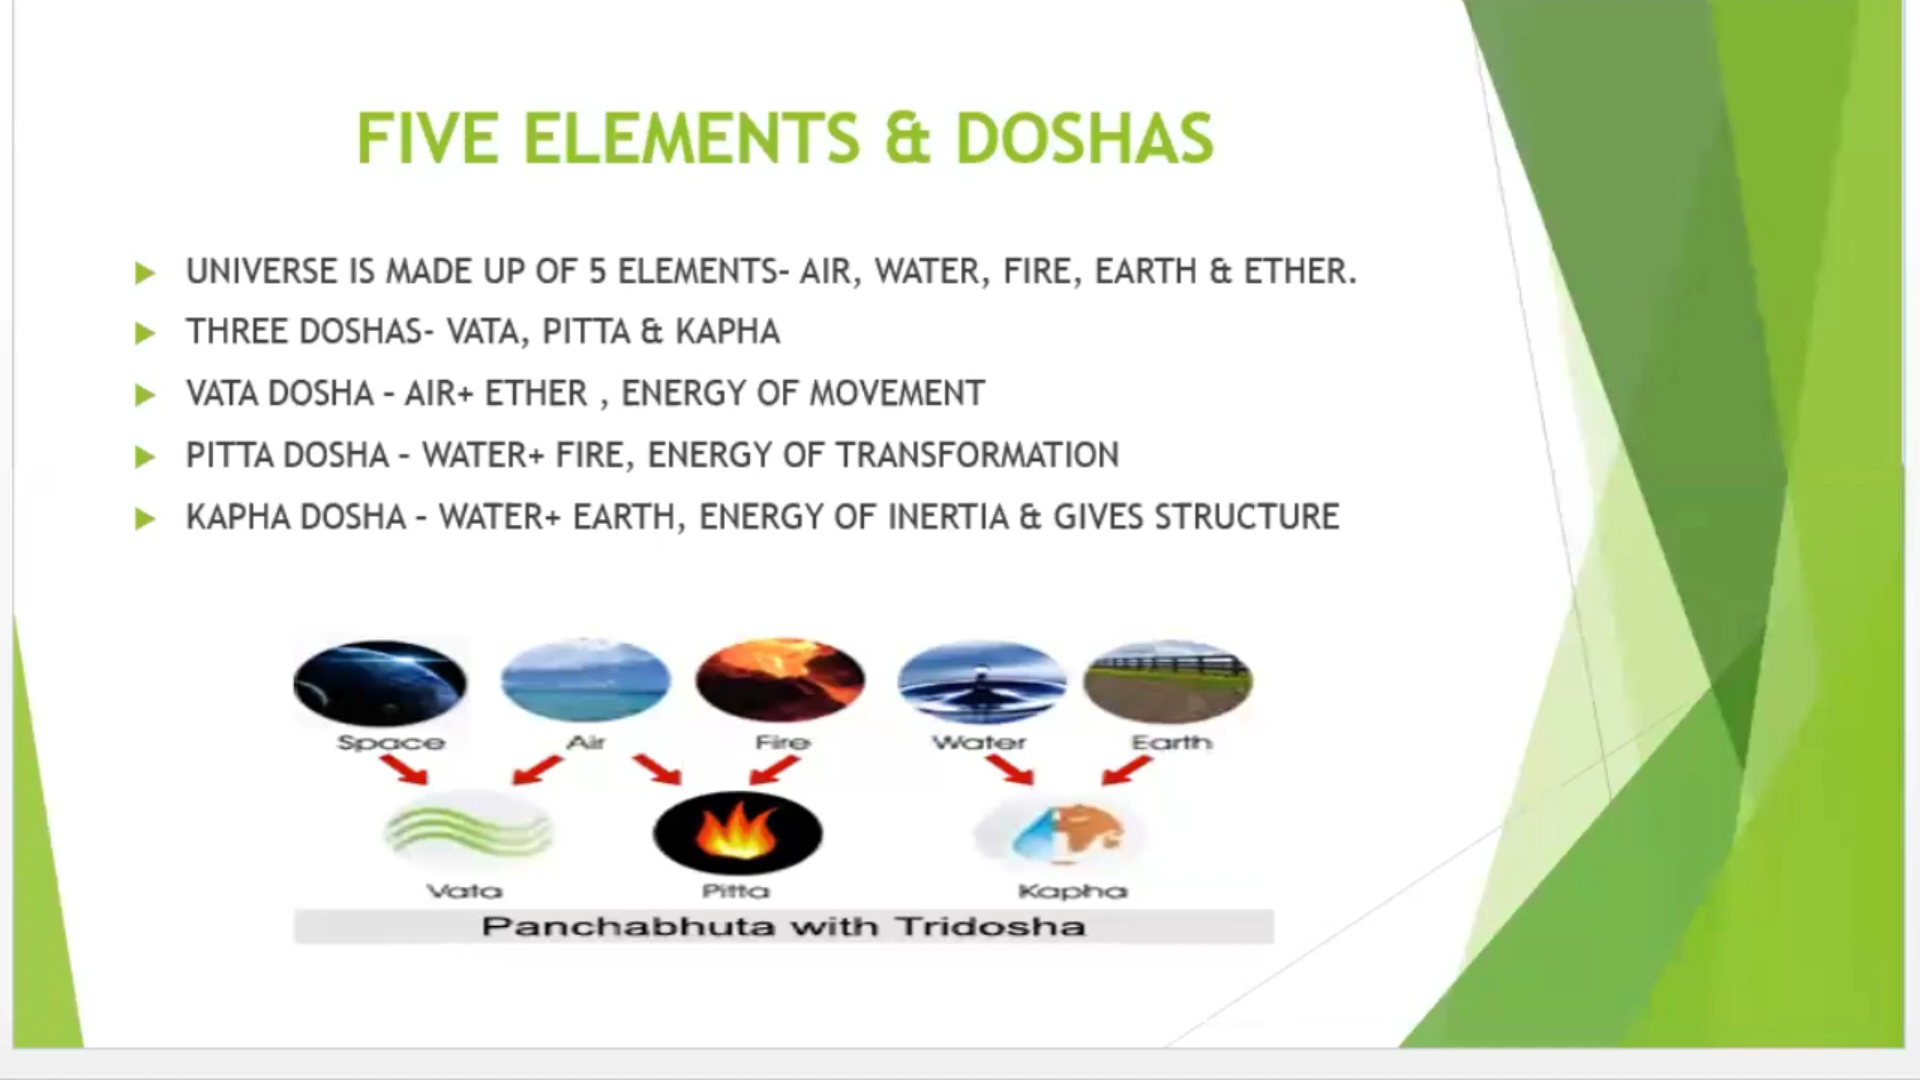 FIVE ELEMENTS & DOSHAS
UNIVERSE IS MADE UP OF 5 ELEMENTS- AIR, WATER, FIRE, EARTH & ETHER.
THREE DOSHAS- VATA, PITTA & KAPHA
VATA DOSHA – AIR+ ETHER , ENERGY OF MOVEMENT
PITTA DOSHA – WATER+ FIRE, ENERGY OF TRANSFORMATION
KAPHA DOSHA – WATER+ EARTH, ENERGY OF INERTIA & GIVES STRUCTURE
Space Air Fire Water Earth
Vata Pitta Kapha
Panchabhuta with Tridosha